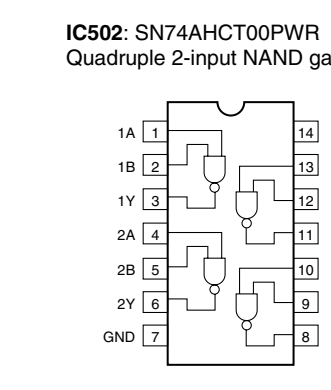 IC502: SN74AHCT00PWR
Quadruple 2-input NAND ga
1A 1 14
1B 2 13
1Y 3 12
2A 4 11
2B 5 10
2Y 6 9
GND 7 8